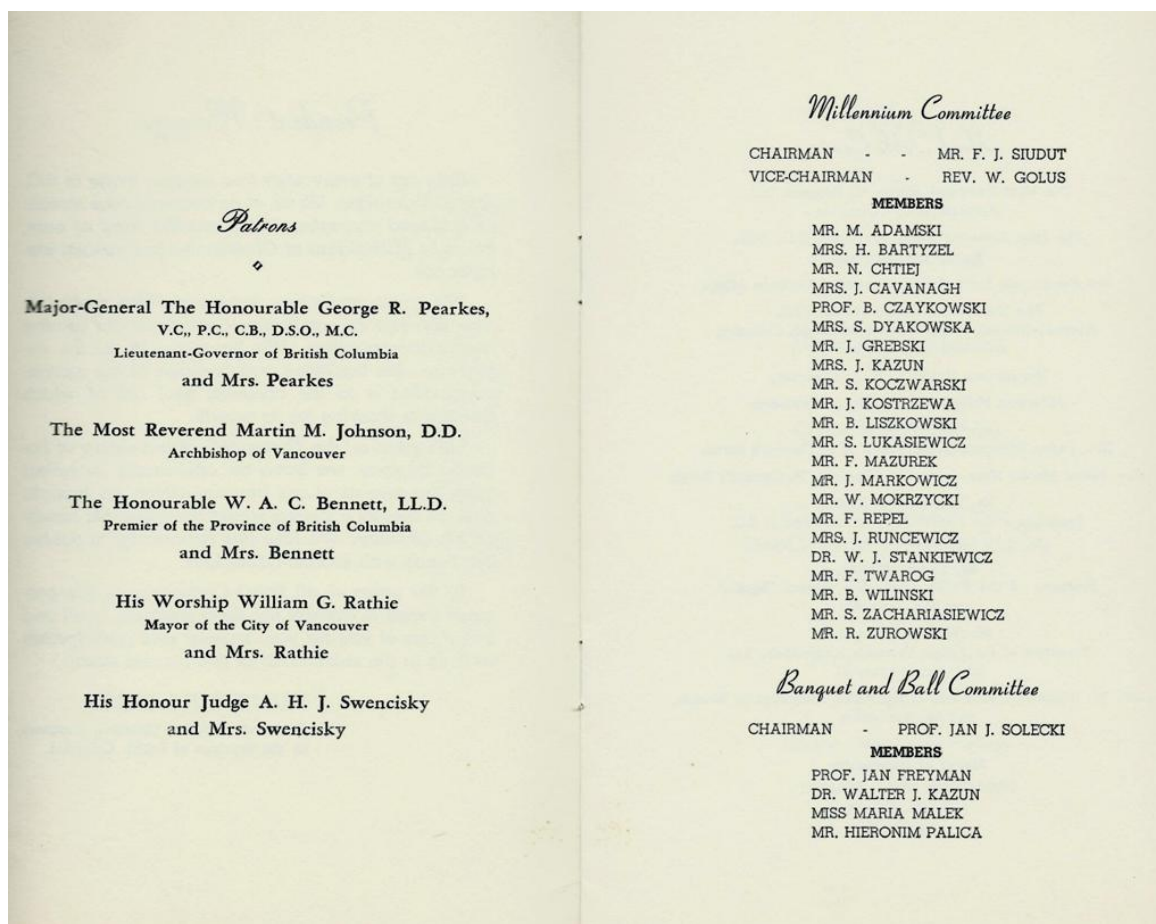 Patrons
Major-General The Honourable George R. Pearkes,
V.C,, P.C., C.B., D.S.O., M.C.
Lieutenant-Governor of British Columbia
and Mrs. Pearkes
The Most Reverend Martin M. Johnson, D.D.
Archbishop of Vancouver
The Honourable W. A. C. Bennett, LL.D.
Premier of the Province of British Columbia
and Mrs. Bennett
His Worship William G. Rathie
Mayor of the City of Vancouver
and Mrs. Rathie
His Honour Judge A. H. J. Swencisky
and Mrs. Swencisky
Millennium Committee
CHAIRMAN - - MR. F. J. SIUDUT
VICE-CHAIRMAN - REV. W. GOLUS
MEMBERS
MR. M. ADAMSKI
MRS. H. BARTYZEL
MR. N. CHTIEJ
MRS. J. CAVANAGH
PROF. B. CZAYKOWSKI
MRS. S. DYAKOWSKA
MR. J. GREBSKI
MRS. J. KAZUN
MR. S. KOCZWARSKI
MR. J. KOSTRZEWA
MR. B. LISZKOWSKI
MR. S. LUKASIEWICZ
MR. F. MAZUREK
MR. J. MARKOWICZ
MR. W. MOKRZYCKI
MR. F. REPEL
MRS. J. RUNCEWICZ
DR. W. J. STANKIEWICZ
MR. F. TWAROG
MR. B. WILINSKI
MR. S. ZACHARIASIEWICZ
MR. R. ZUROWSKI
Banquet and Ball Committee
CHAIRMAN - PROF. JAN J. SOLECKI
MEMBERS
PROF. JAN FREYMAN
DR. WALTER J. KAZUN
MISS MARIA MALEK
MR. HIERONIM PALICA